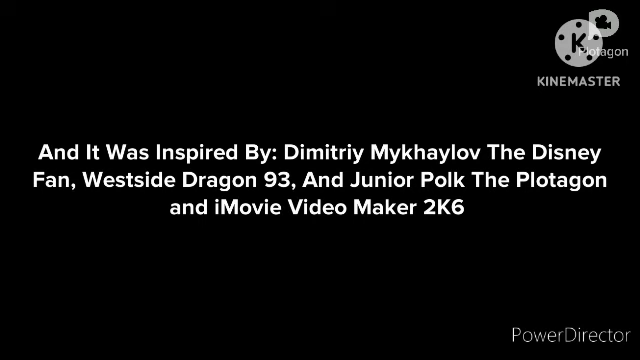 Plotagon
KINEMASTER
And It Was Inspired By: Dimitriy Mykhaylov The Disney
Fan, Westside Dragon 93, And Junior Polk The Plotagon
and iMovie Video Maker 2K6
PowerDirector